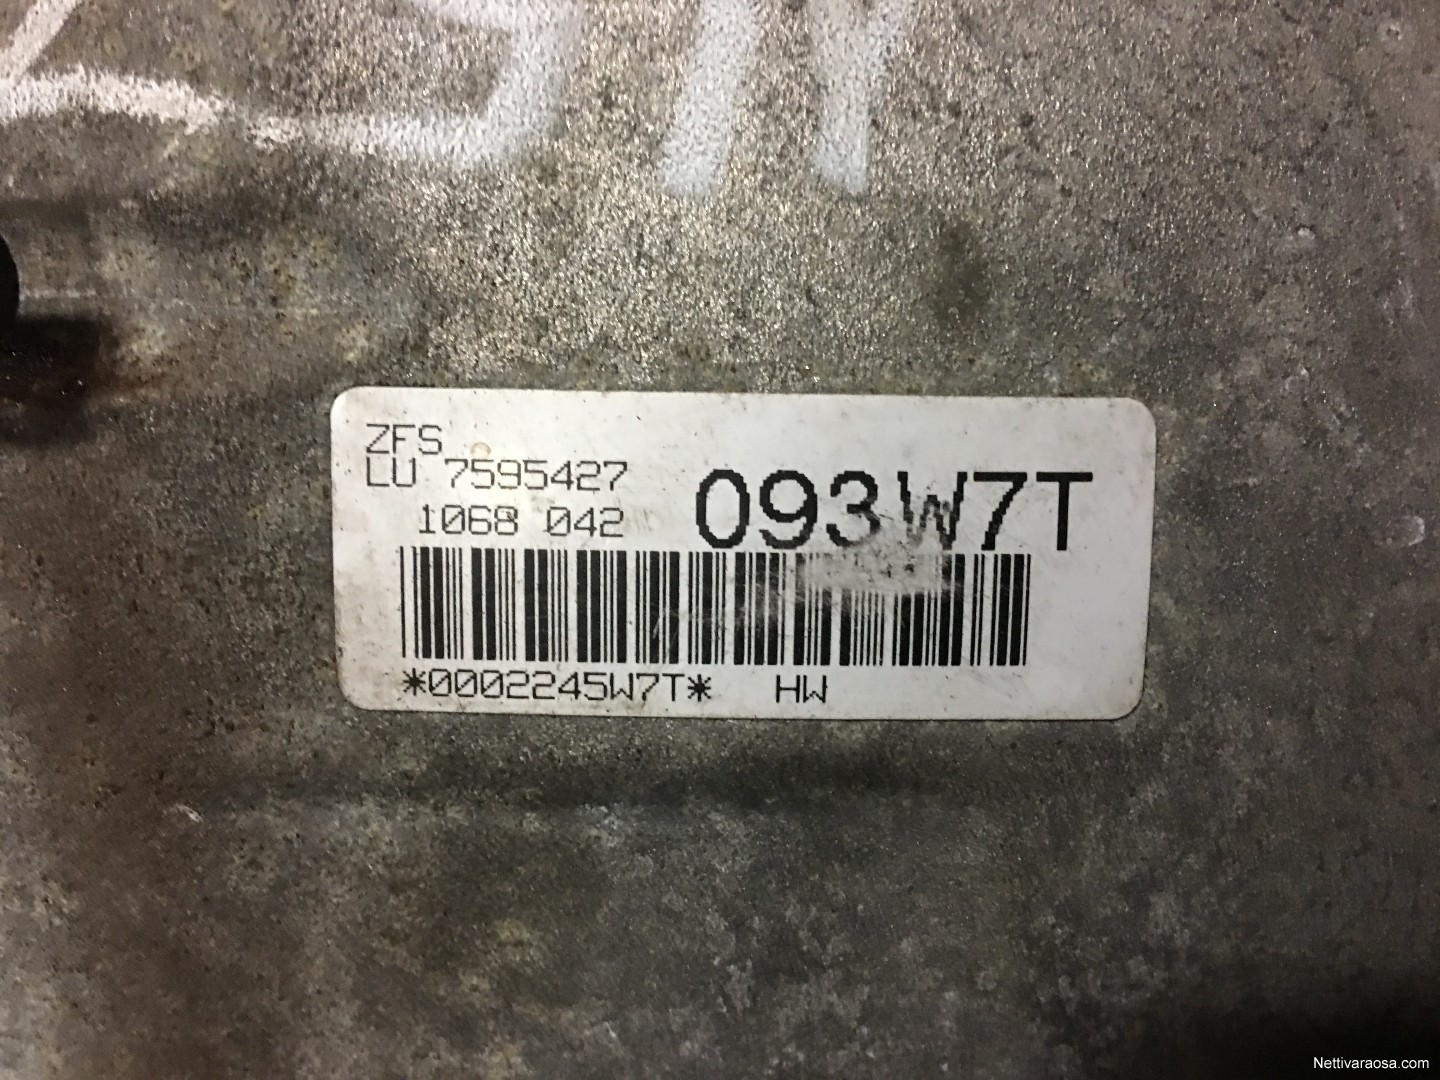 ZFS
LU 7595427
1068 042
093W7T
*0002245W7T* HW
Nettivaraosa.com